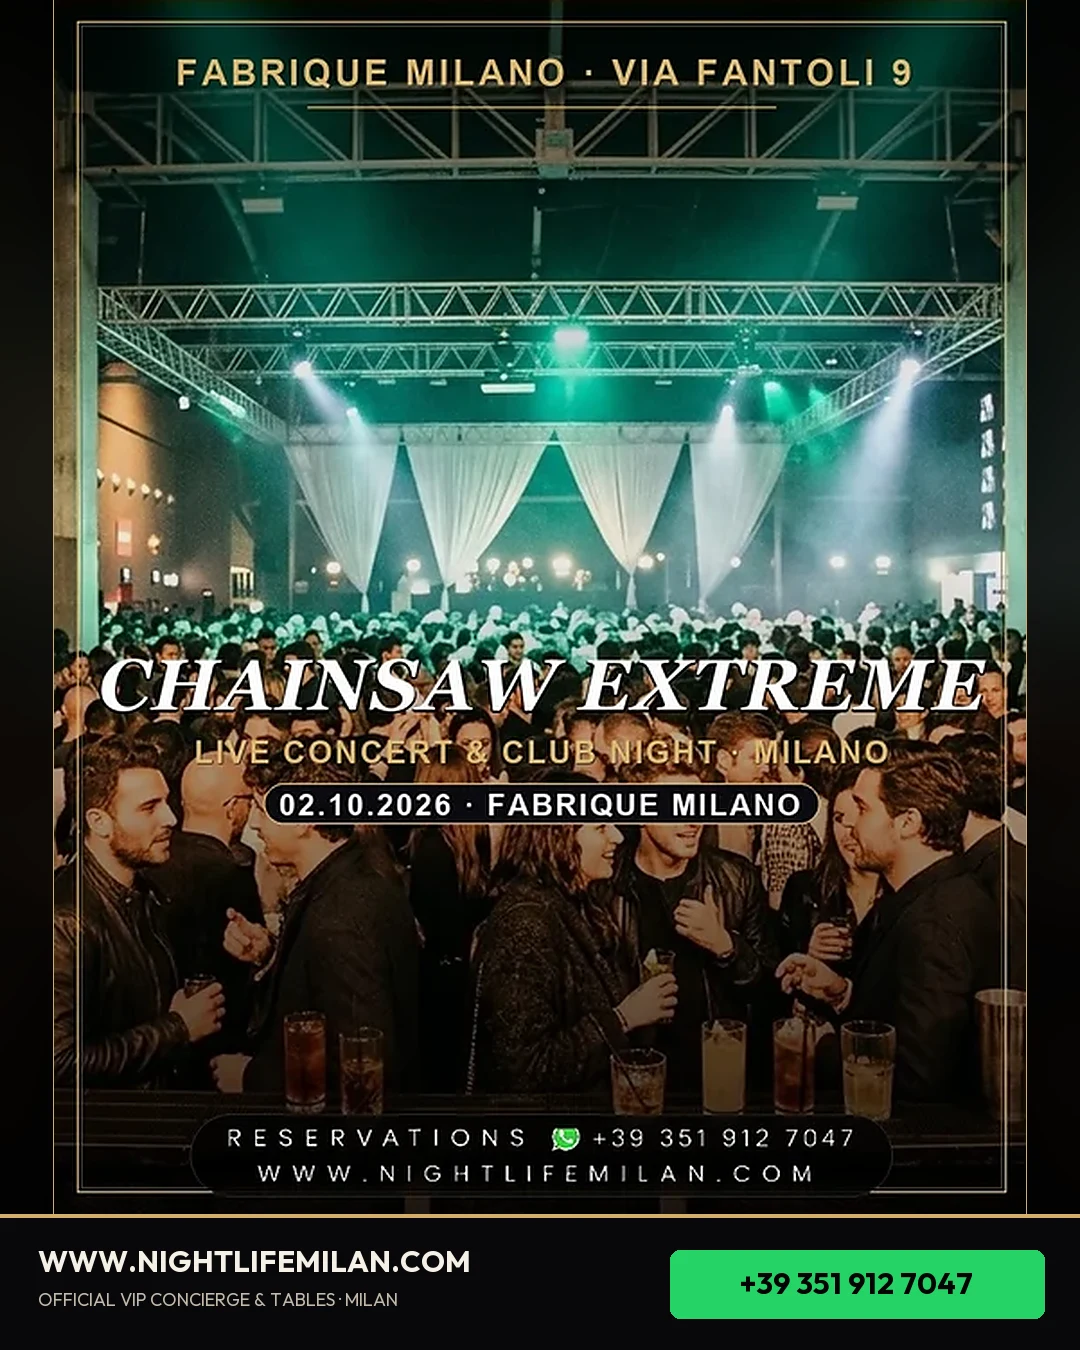 FABRIQUE MILANO · VIA FANTOLI 9
CHAINSAW EXTREME
LIVE CONCERT & CLUB NIGHT · MILANO
02.10.2026 · FABRIQUE MILANO
RESERVATIONS +39 351 912 7047
WWW.NIGHTLIFEMILAN.COM
WWW.NIGHTLIFEMILAN.COM
OFFICIAL VIP CONCIERGE & TABLES · MILAN
+39 351 912 7047